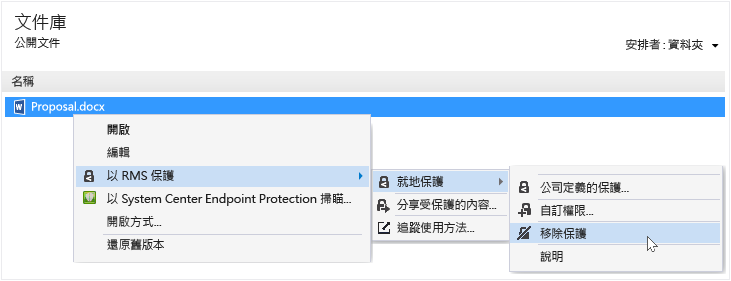 文件庫
公開文件
安排者：資料夾
名稱
Proposal.docx
開啟
編輯
以 RMS 保護
以 System Center Endpoint Protection 掃瞄...
開啟方式...
還原舊版本
就地保護
分享受保護的內容...
追蹤使用方法...
公司定義的保護...
自訂權限...
移除保護
說明